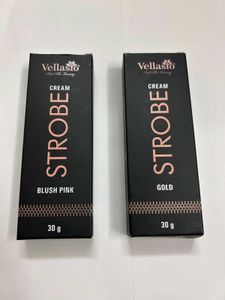 Vellasio
CREAM
STROBE
BLUSH PINK
30 g
Vellasio
CREAM
STROBE
GOLD
30 g